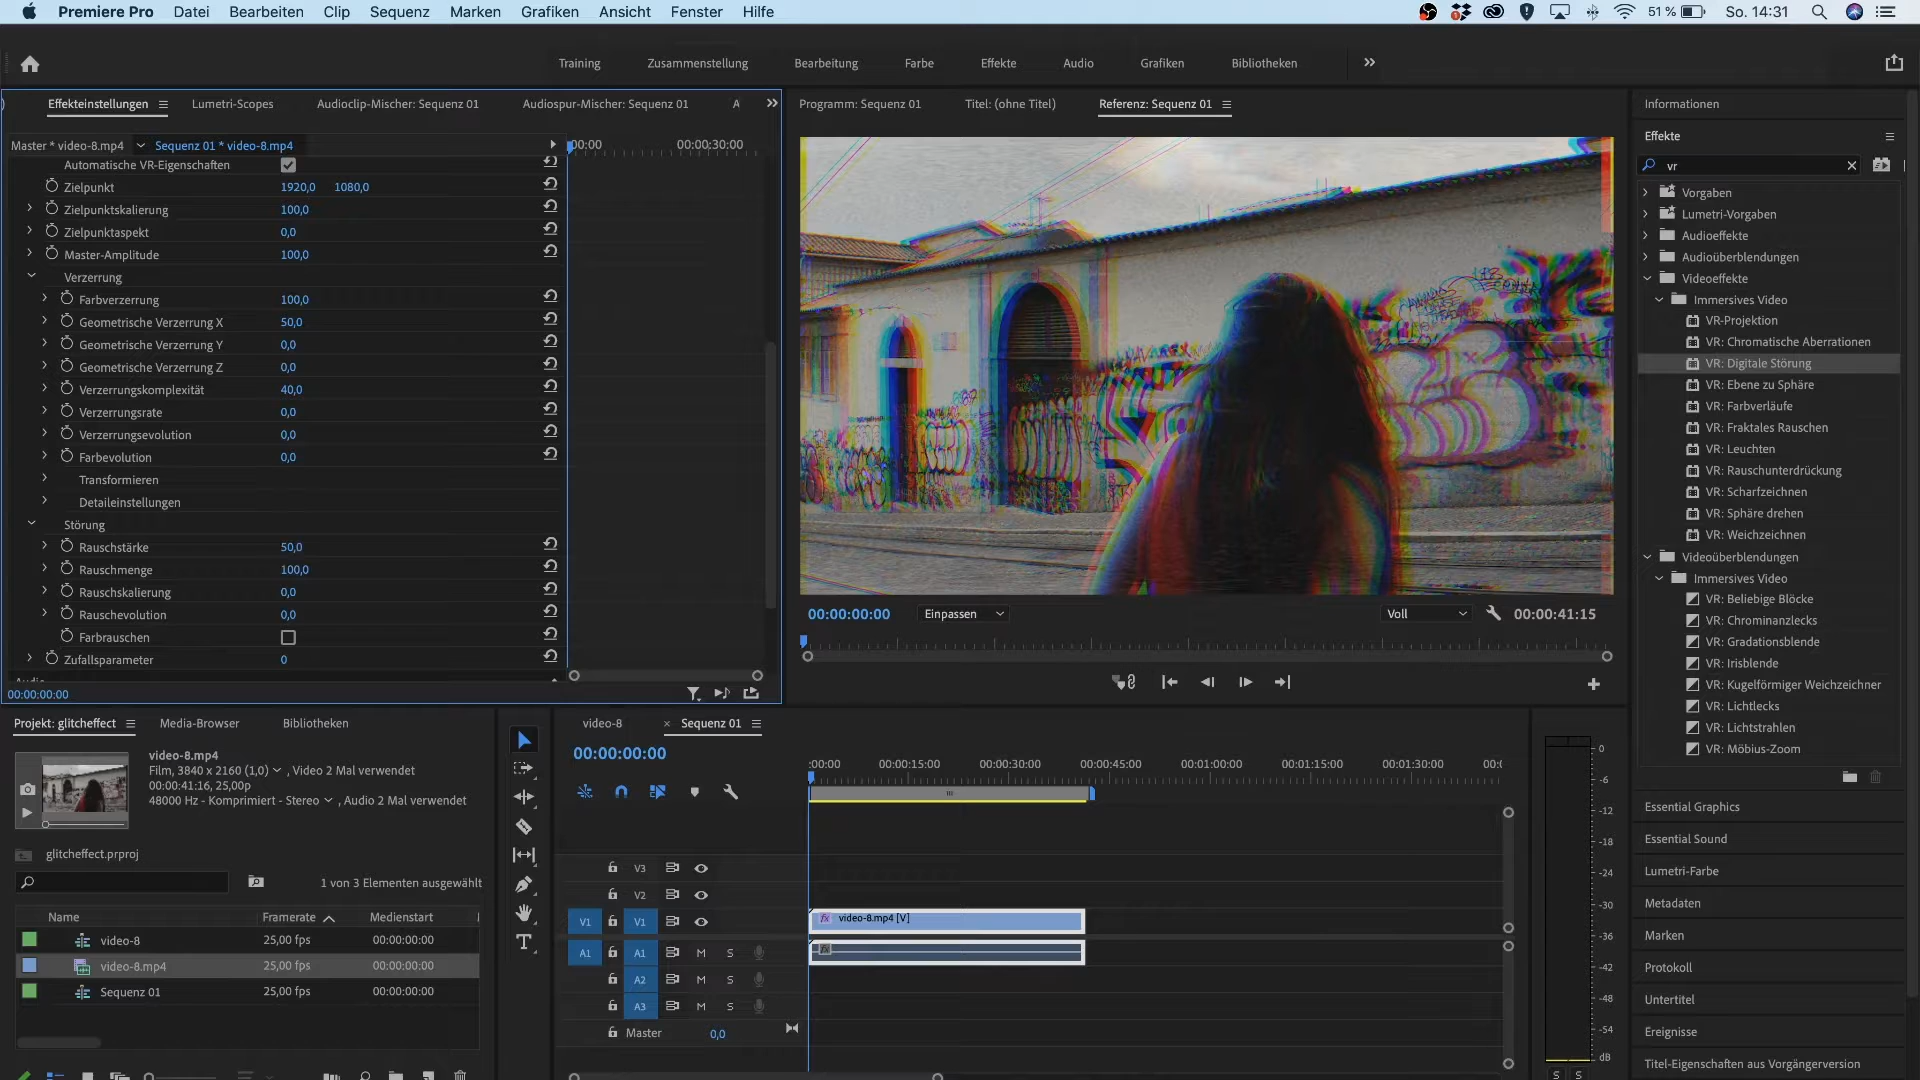 Premiere Pro Datei Bearbeiten Clip Sequenz Marken Grafiken Ansicht Fenster Hilfe 51 % So. 14:31
Training Zusammenstellung Bearbeitung Farbe Effekte Audio Grafiken Bibliotheken
Effekteinstellungen Lumetri-Scopes Audioclip-Mischer: Sequenz 01 Audiospur-Mischer: Sequenz 01 A
Master * video-8.mp4 Sequenz 01 * video-8.mp4 :00:00 00:00:30:00
Automatische VR-Eigenschaften
Zielpunkt 1920,0 1080,0
Zielpunktskalierung 100,0
Zielpunktaspekt 0,0
Master-Amplitude 100,0
Verzerrung
Farbverzerrung 100,0
Geometrische Verzerrung X 50,0
Geometrische Verzerrung Y 0,0
Geometrische Verzerrung Z 0,0
Verzerrungskomplexität 40,0
Verzerrungsrate 0,0
Verzerrungsevolution 0,0
Farbevolution 0,0
Transformieren
Detaileinstellungen
Störung
Rauschstärke 50,0
Rauschmenge 100,0
Rauschskalierung 0,0
Rauschevolution 0,0
Farbrauschen
Zufallsparameter 0
Audio
00:00:00:00
Programm: Sequenz 01 Titel: (ohne Titel) Referenz: Sequenz 01
00:00:00:00 Einpassen Voll 00:00:41:15
Informationen
Effekte
vr
Vorgaben
Lumetri-Vorgaben
Audioeffekte
Audioüberblendungen
Videoeffekte
Immersives Video
VR-Projektion
VR: Chromatische Aberrationen
VR: Digitale Störung
VR: Ebene zu Sphäre
VR: Farbverläufe
VR: Fraktales Rauschen
VR: Leuchten
VR: Rauschunterdrückung
VR: Scharfzeichnen
VR: Sphäre drehen
VR: Weichzeichnen
Videoüberblendungen
Immersives Video
VR: Beliebige Blöcke
VR: Chrominanzlecks
VR: Gradationsblende
VR: Irisblende
VR: Kugelförmiger Weichzeichner
VR: Lichtlecks
VR: Lichtstrahlen
VR: Möbius-Zoom
Essential Graphics
Essential Sound
Lumetri-Farbe
Metadaten
Marken
Protokoll
Untertitel
Ereignisse
Titel-Eigenschaften aus Vorgängerversion
Projekt: glitcheffect Media-Browser Bibliotheken
video-8.mp4
Film, 3840 x 2160 (1,0) , Video 2 Mal verwendet
00:00:41:16, 25,00p
48000 Hz - Komprimiert - Stereo , Audio 2 Mal verwendet
glitcheffect.prproj
1 von 3 Elementen ausgewählt
Name Framerate Medienstart
video-8 25,00 fps 00:00:00:00
video-8.mp4 25,00 fps 00:00:00:00
Sequenz 01 25,00 fps 00:00:00:00
video-8 × Sequenz 01
00:00:00:00
:00:00 00:00:15:00 00:00:30:00 00:00:45:00 00:01:00:00 00:01:15:00 00:01:30:00 00:
V3
V2
V1 V1 fx video-8.mp4 [V]
A1 A1 M S
A2 M S
A3 M S
Master 0,0
0
-6
-12
-18
-24
-30
-36
-42
-48
-54
dB
S S